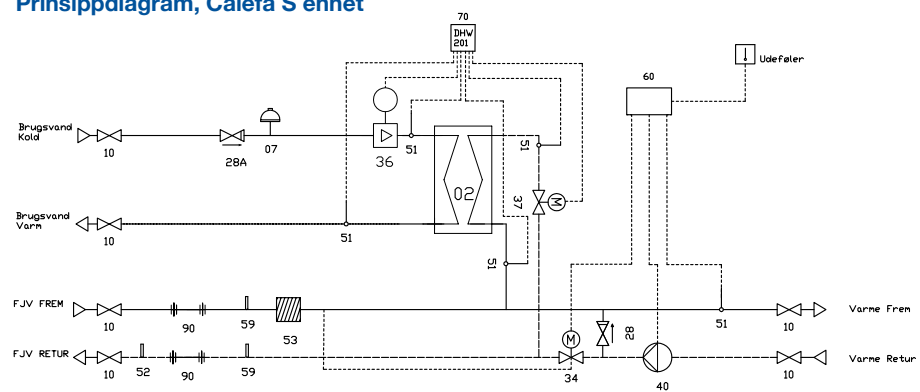 Prinsippdiagram, Calefa S enhet
70
DHW
201
60
Udeføler
Brugsvand
Kold
10
28A
07
36
51
51
02
37
M
Brugsvand
Varm
10
51
51
FJV FREM
10
90
59
53
M
28
51
10
Varme Frem
FJV RETUR
10
52
90
59
34
40
10
Varme Retur